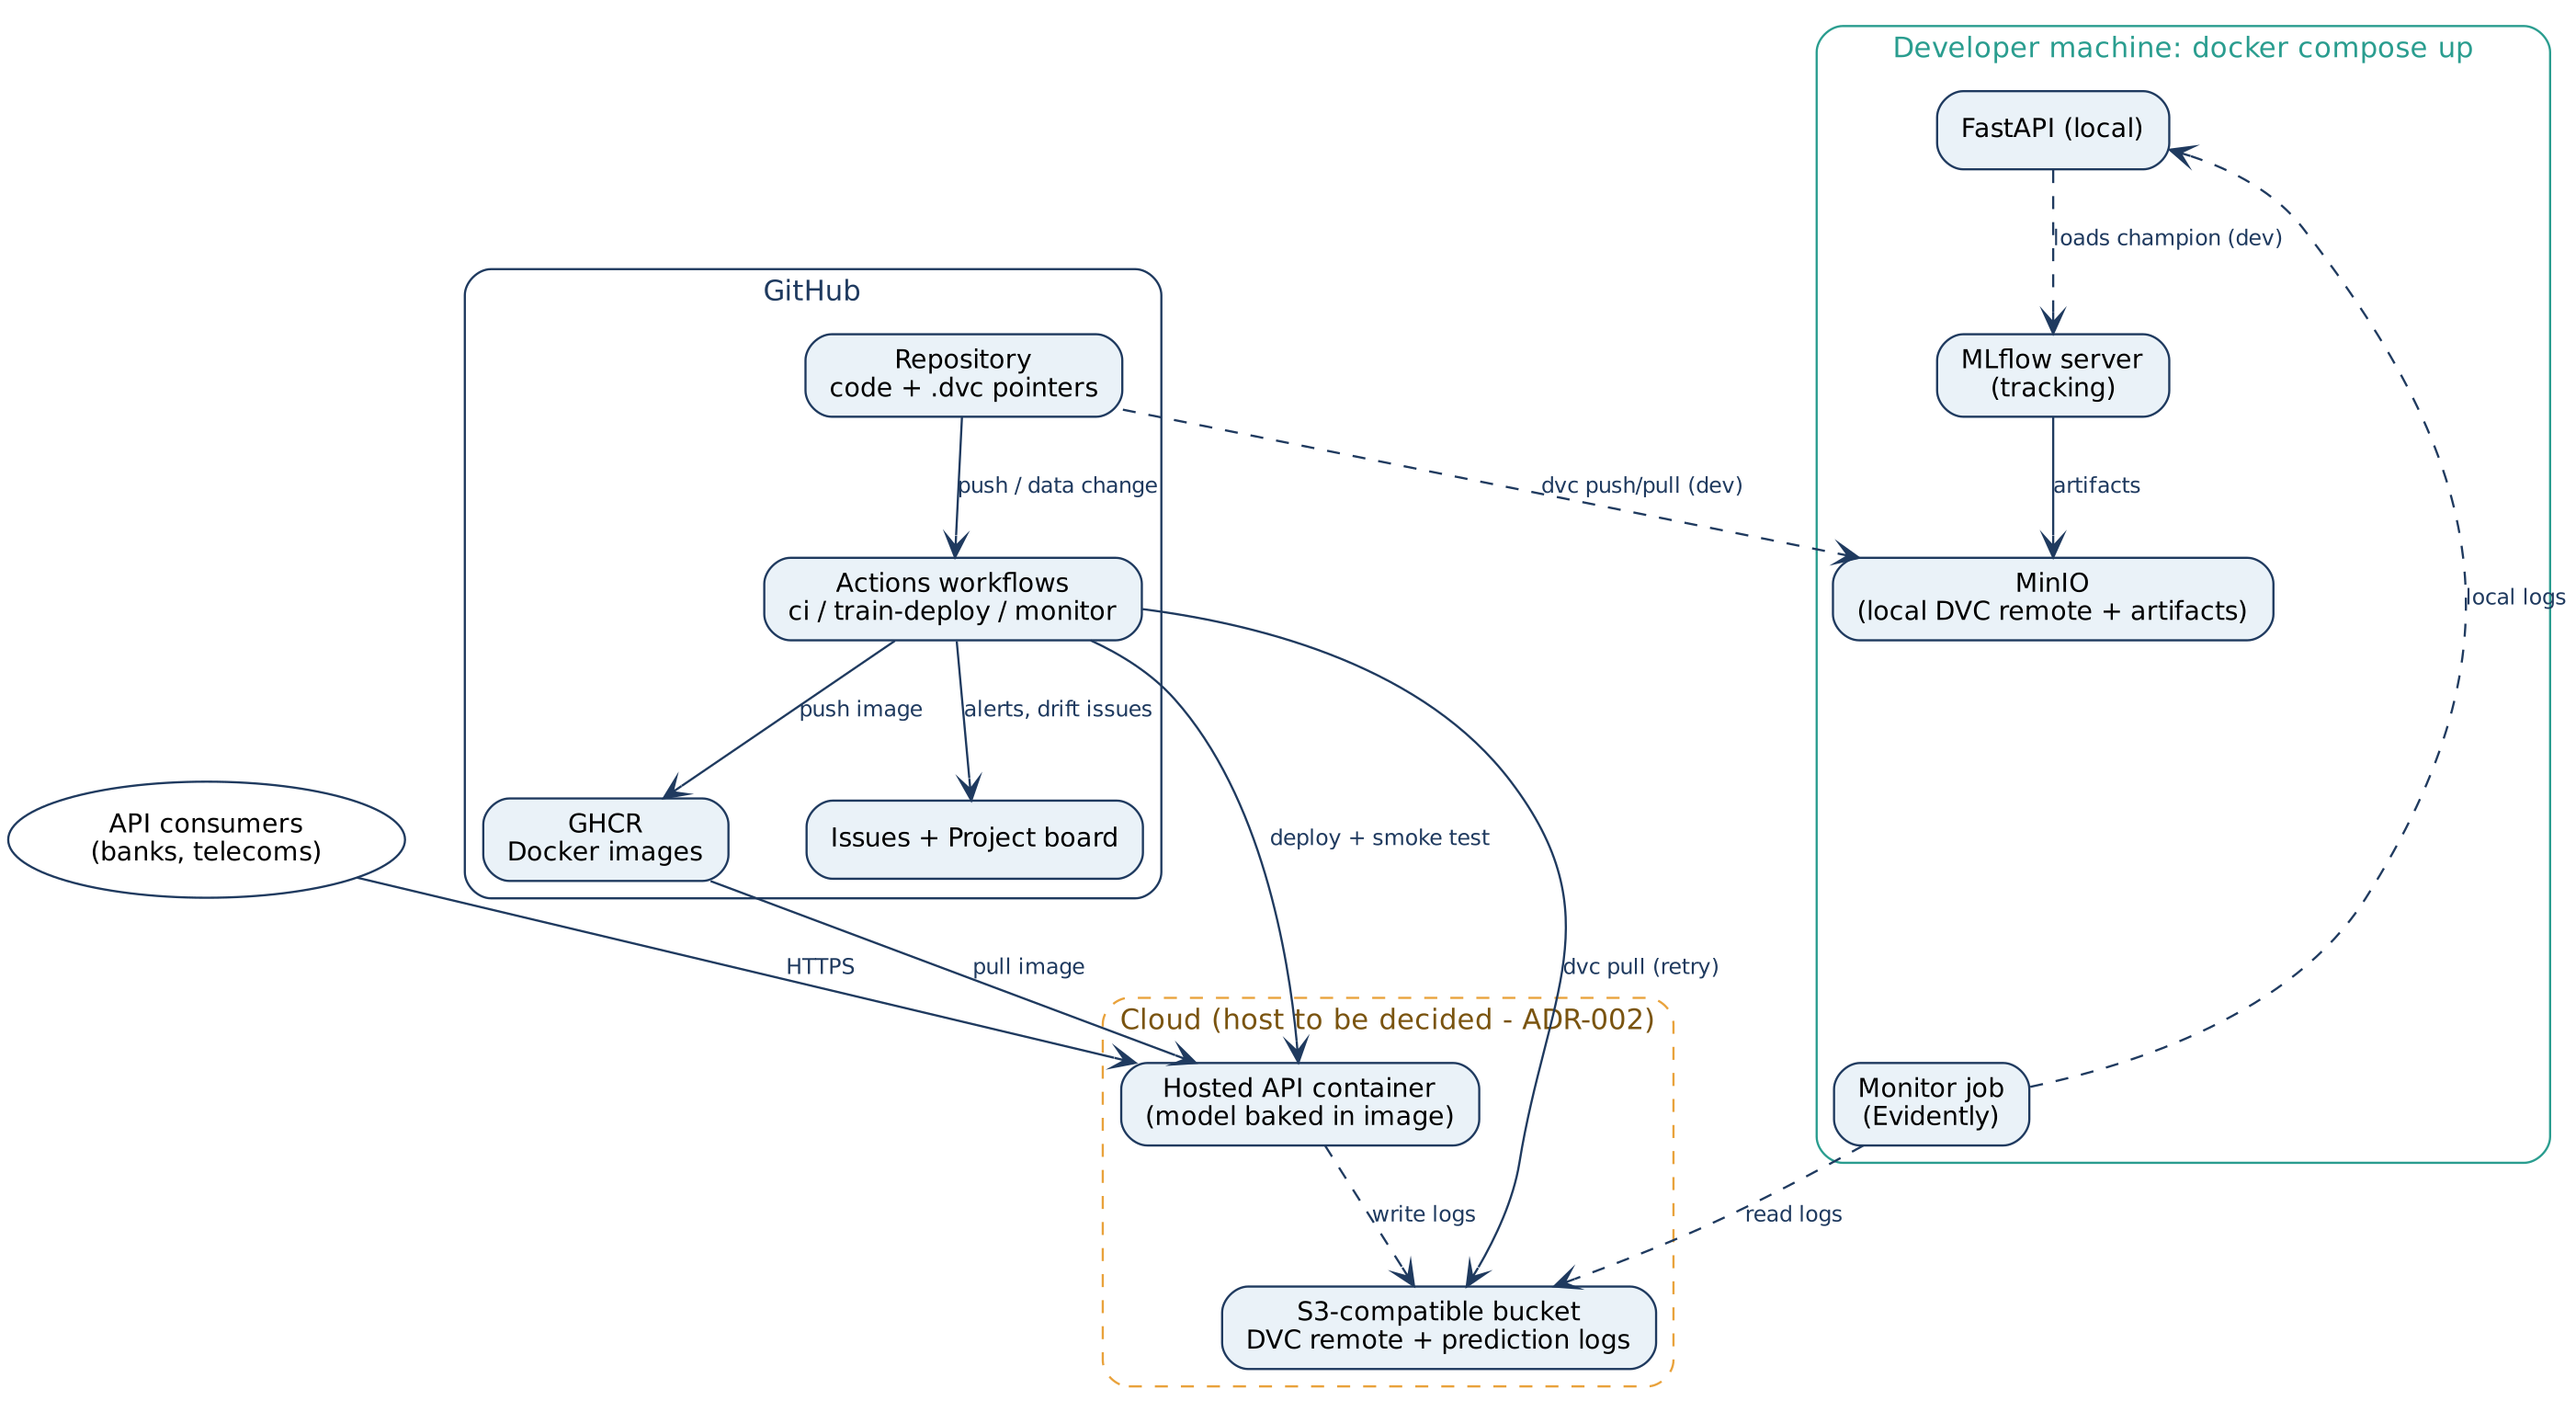 Developer machine: docker compose up
FastAPI (local)
loads champion (dev)
GitHub
Repository
code + .dvc pointers
MLflow server
(tracking)
push / data change
dvc push/pull (dev)
artifacts
Actions workflows
ci / train-deploy / monitor
MinIO
(local DVC remote + artifacts)
local logs
push image
alerts, drift issues
API consumers
(banks, telecoms)
GHCR
Docker images
Issues + Project board
deploy + smoke test
HTTPS
pull image
dvc pull (retry)
Cloud (host to be decided - ADR-002)
Hosted API container
(model baked in image)
Monitor job
(Evidently)
write logs
read logs
S3-compatible bucket
DVC remote + prediction logs